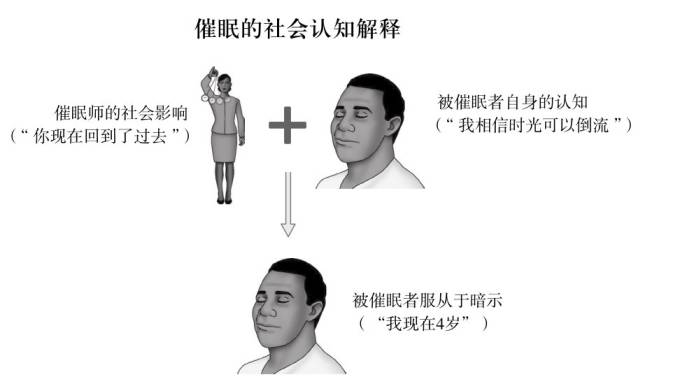 催眠的社会认知解释
催眠师的社会影响
（“你现在回到了过去”）
被催眠者自身的认知
（“我相信时光可以倒流”）
被催眠者服从于暗示
（“我现在4岁”）